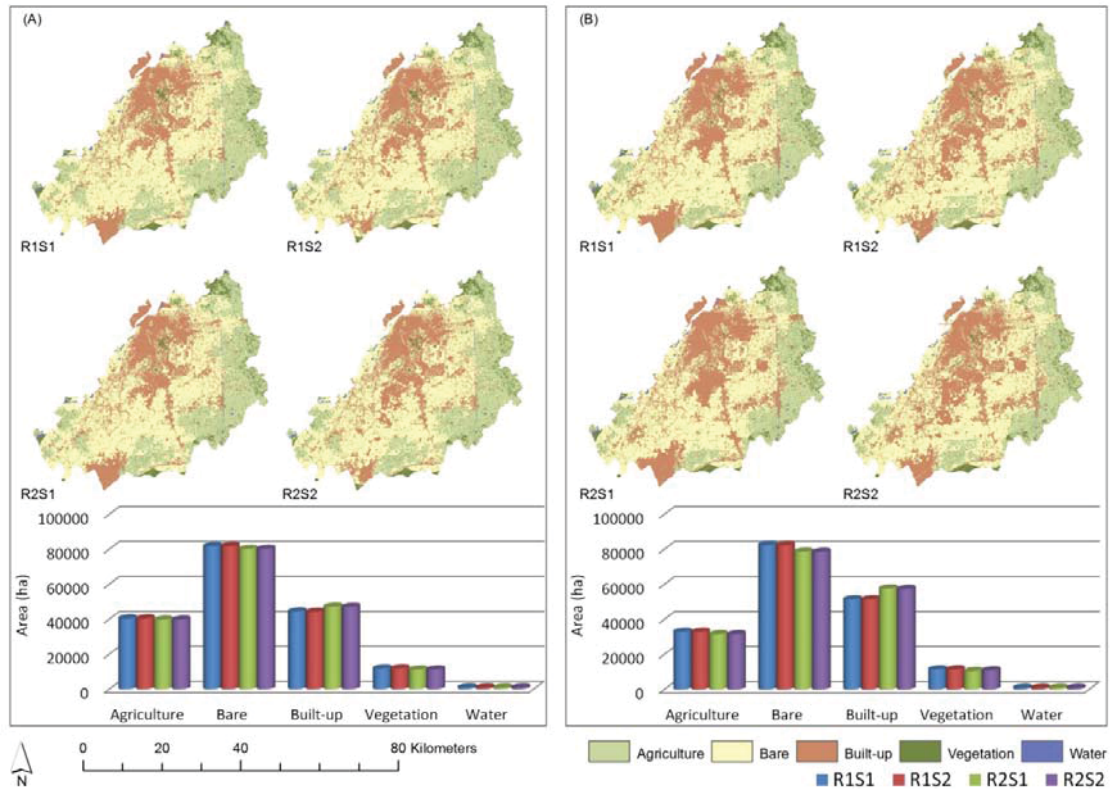 (A)
R1S1
R1S2
R2S1
R2S2
100000
80000
60000
40000
20000
0
Area (ha)
Agriculture Bare Built-up Vegetation Water
(B)
R1S1
R1S2
R2S1
R2S2
100000
80000
60000
40000
20000
0
Area (ha)
Agriculture Bare Built-up Vegetation Water
N
0 20 40 80 Kilometers
Agriculture Bare Built-up Vegetation Water
R1S1 R1S2 R2S1 R2S2